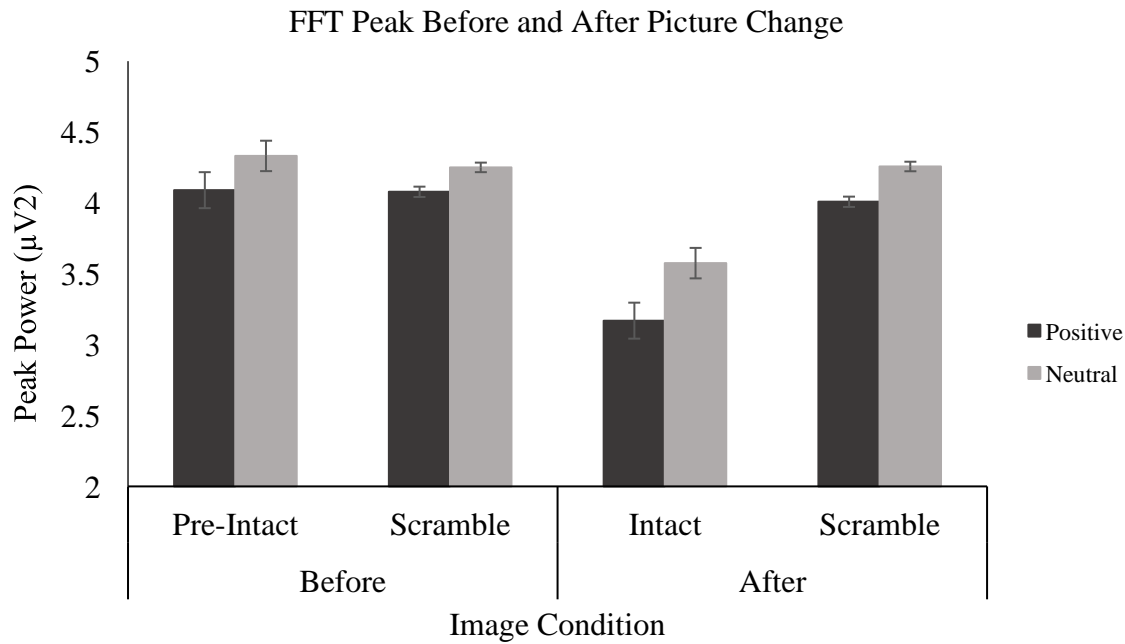 FFT Peak Before and After Picture Change
5
4.5
4
3.5
3
2.5
2
Peak Power (µV2)
Positive
Neutral
Pre-Intact Scramble Intact Scramble
Before After
Image Condition